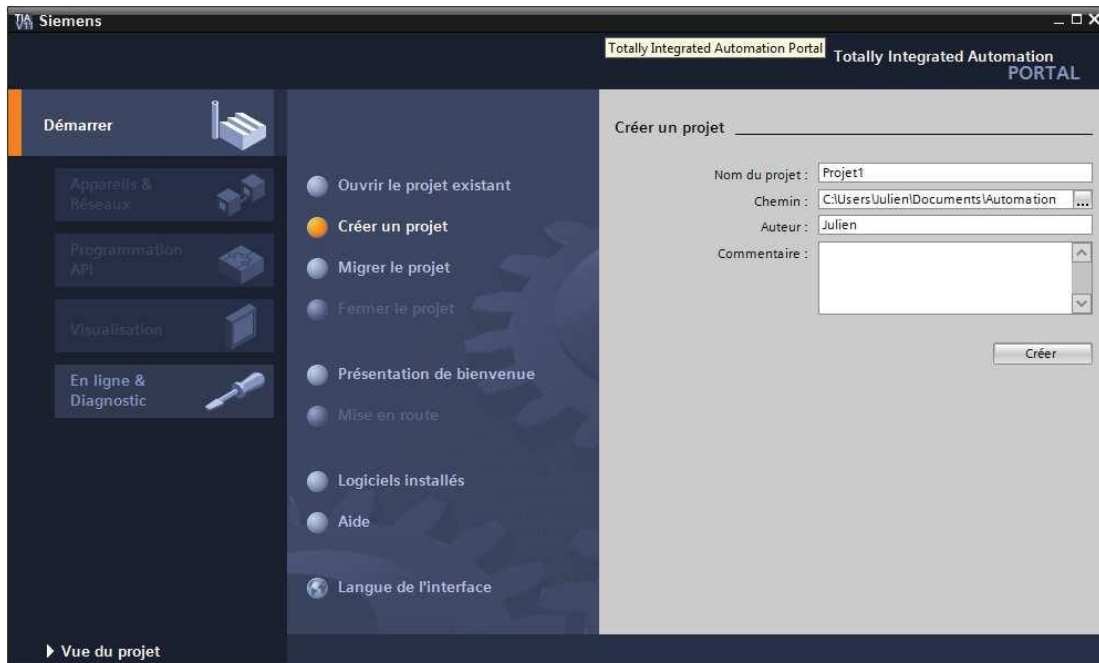 TIA V11 Siemens
Totally Integrated Automation Portal
Totally Integrated Automation
PORTAL
Démarrer
Appareils &
Réseaux
Programmation
API
Visualisation
En ligne &
Diagnostic
Ouvrir le projet existant
Créer un projet
Migrer le projet
Fermer le projet
Présentation de bienvenue
Mise en route
Logiciels installés
Aide
Langue de l'interface
Créer un projet
Nom du projet : Projet1
Chemin : C:\Users\Julien\Documents\Automation ...
Auteur : Julien
Commentaire :
Créer
Vue du projet